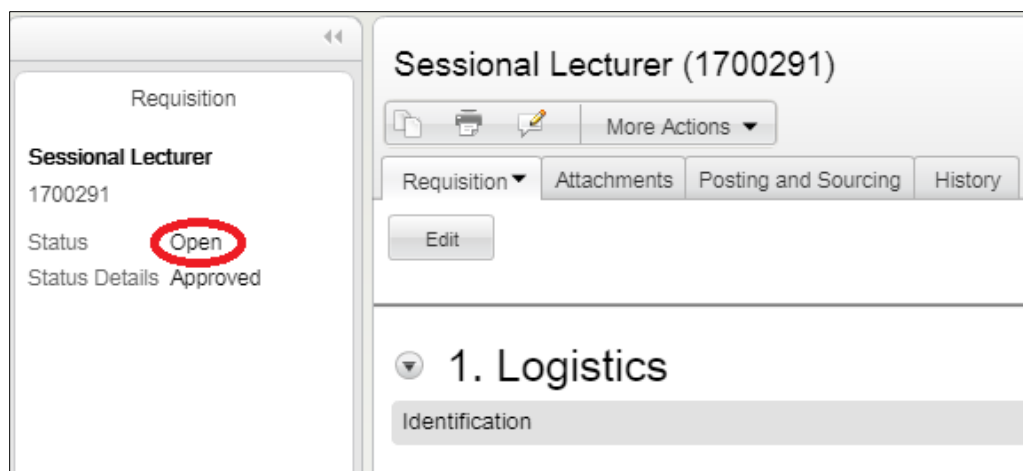 Requisition
Sessional Lecturer
1700291
Status Open
Status Details Approved
Sessional Lecturer (1700291)
More Actions
Requisition Attachments Posting and Sourcing History
Edit
1. Logistics
Identification